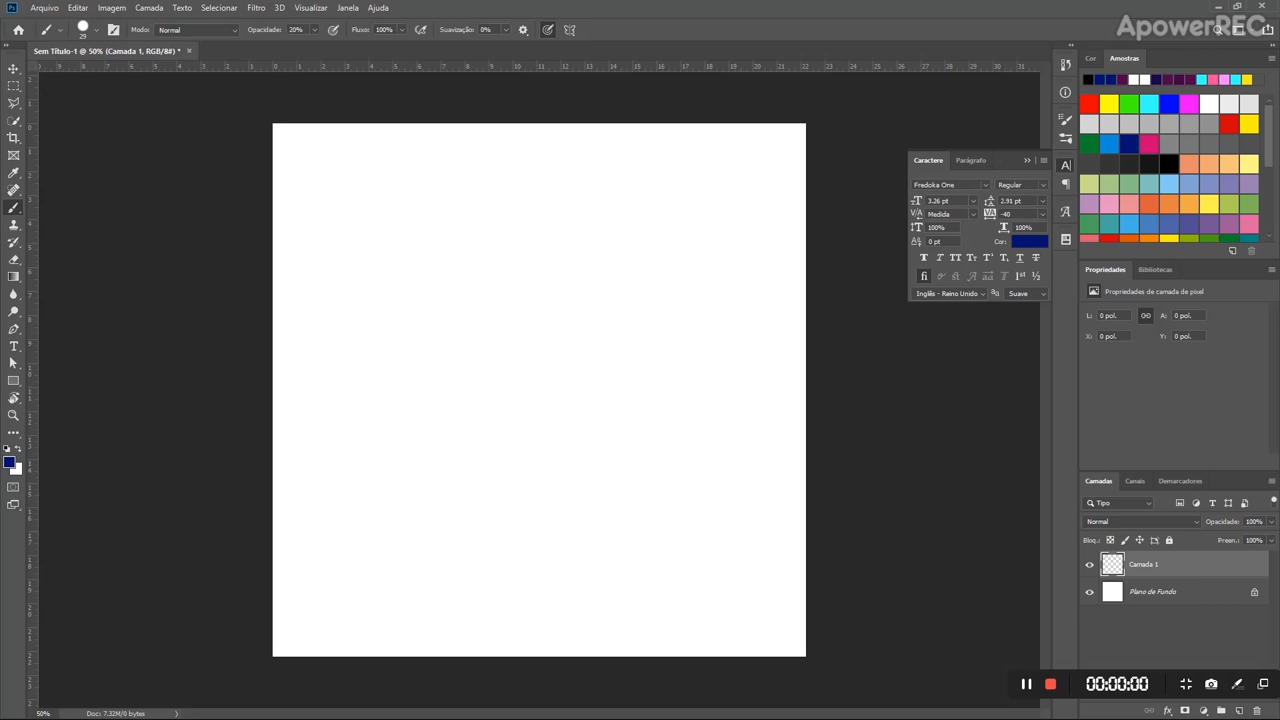 Arquivo Editar Imagem Camada Texto Selecionar Filtro 3D Visualizar Janela Ajuda
ApowerREC
29 Modo: Normal Opacidade: 20% Fluxo: 100% Suavização: 0%
Sem Título-1 @ 50% (Camada 1, RGB/8#) *
Cor Amostras
Caractere Parágrafo
Fredoka One Regular
3.26 pt 2.91 pt
Medida -40
100% 100%
0 pt Cor:
Inglês - Reino Unido aa Suave
Propriedades Bibliotecas
Propriedades de camada de pixel
L: 0 pol. A: 0 pol.
X: 0 pol. Y: 0 pol.
Camadas Canais Demarcadores
Tipo
Normal Opacidade: 100%
Bloq.: Preen.: 100%
Camada 1
Plano de Fundo
00:00:00
50% Doc: 7.32M/0 bytes